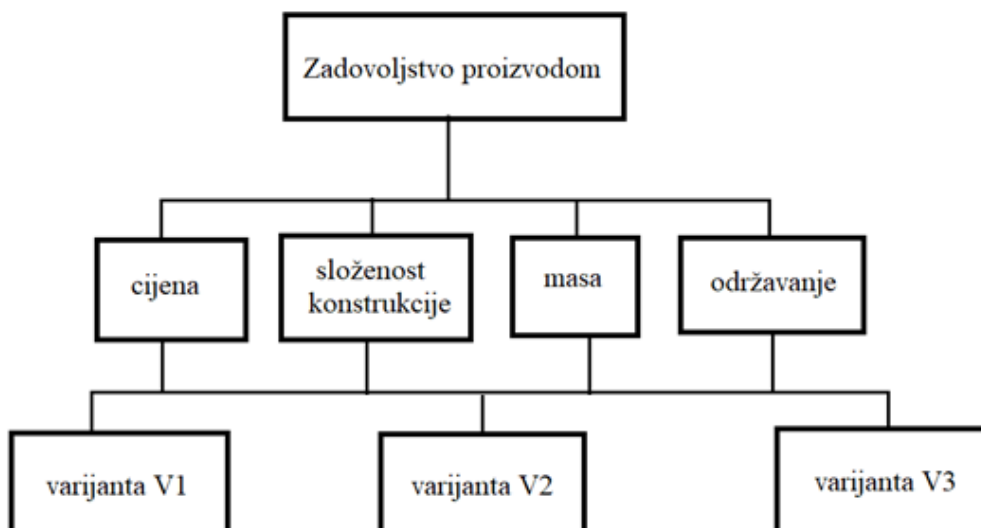 Zadovoljstvo proizvodom
cijena
složenost
konstrukcije
masa
održavanje
varijanta V1
varijanta V2
varijanta V3